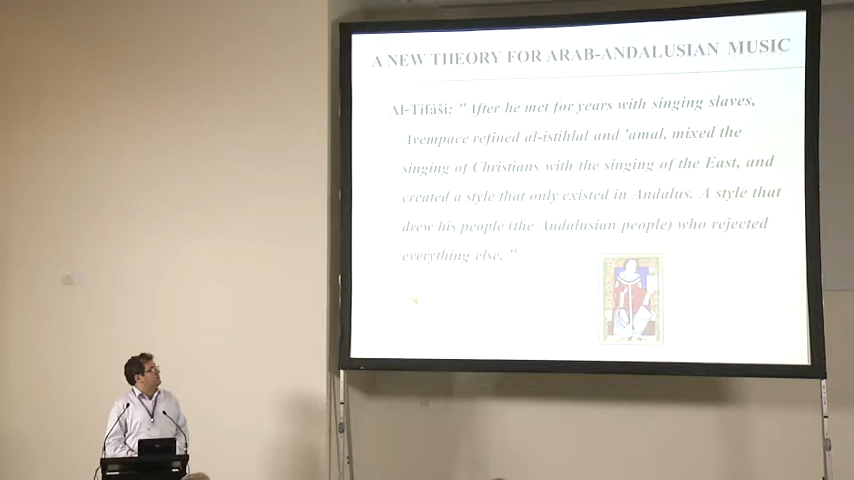 A NEW THEORY FOR ARAB-ANDALUSIAN MUSIC
Al-Tifāšī: "After he met for years with singing slaves,
Avempace refined al-istihlal and 'amal, mixed the
singing of Christians with the singing of the East, and
created a style that only existed in Andalus. A style that
drew his people (the Andalusian people) who rejected
everything else. "